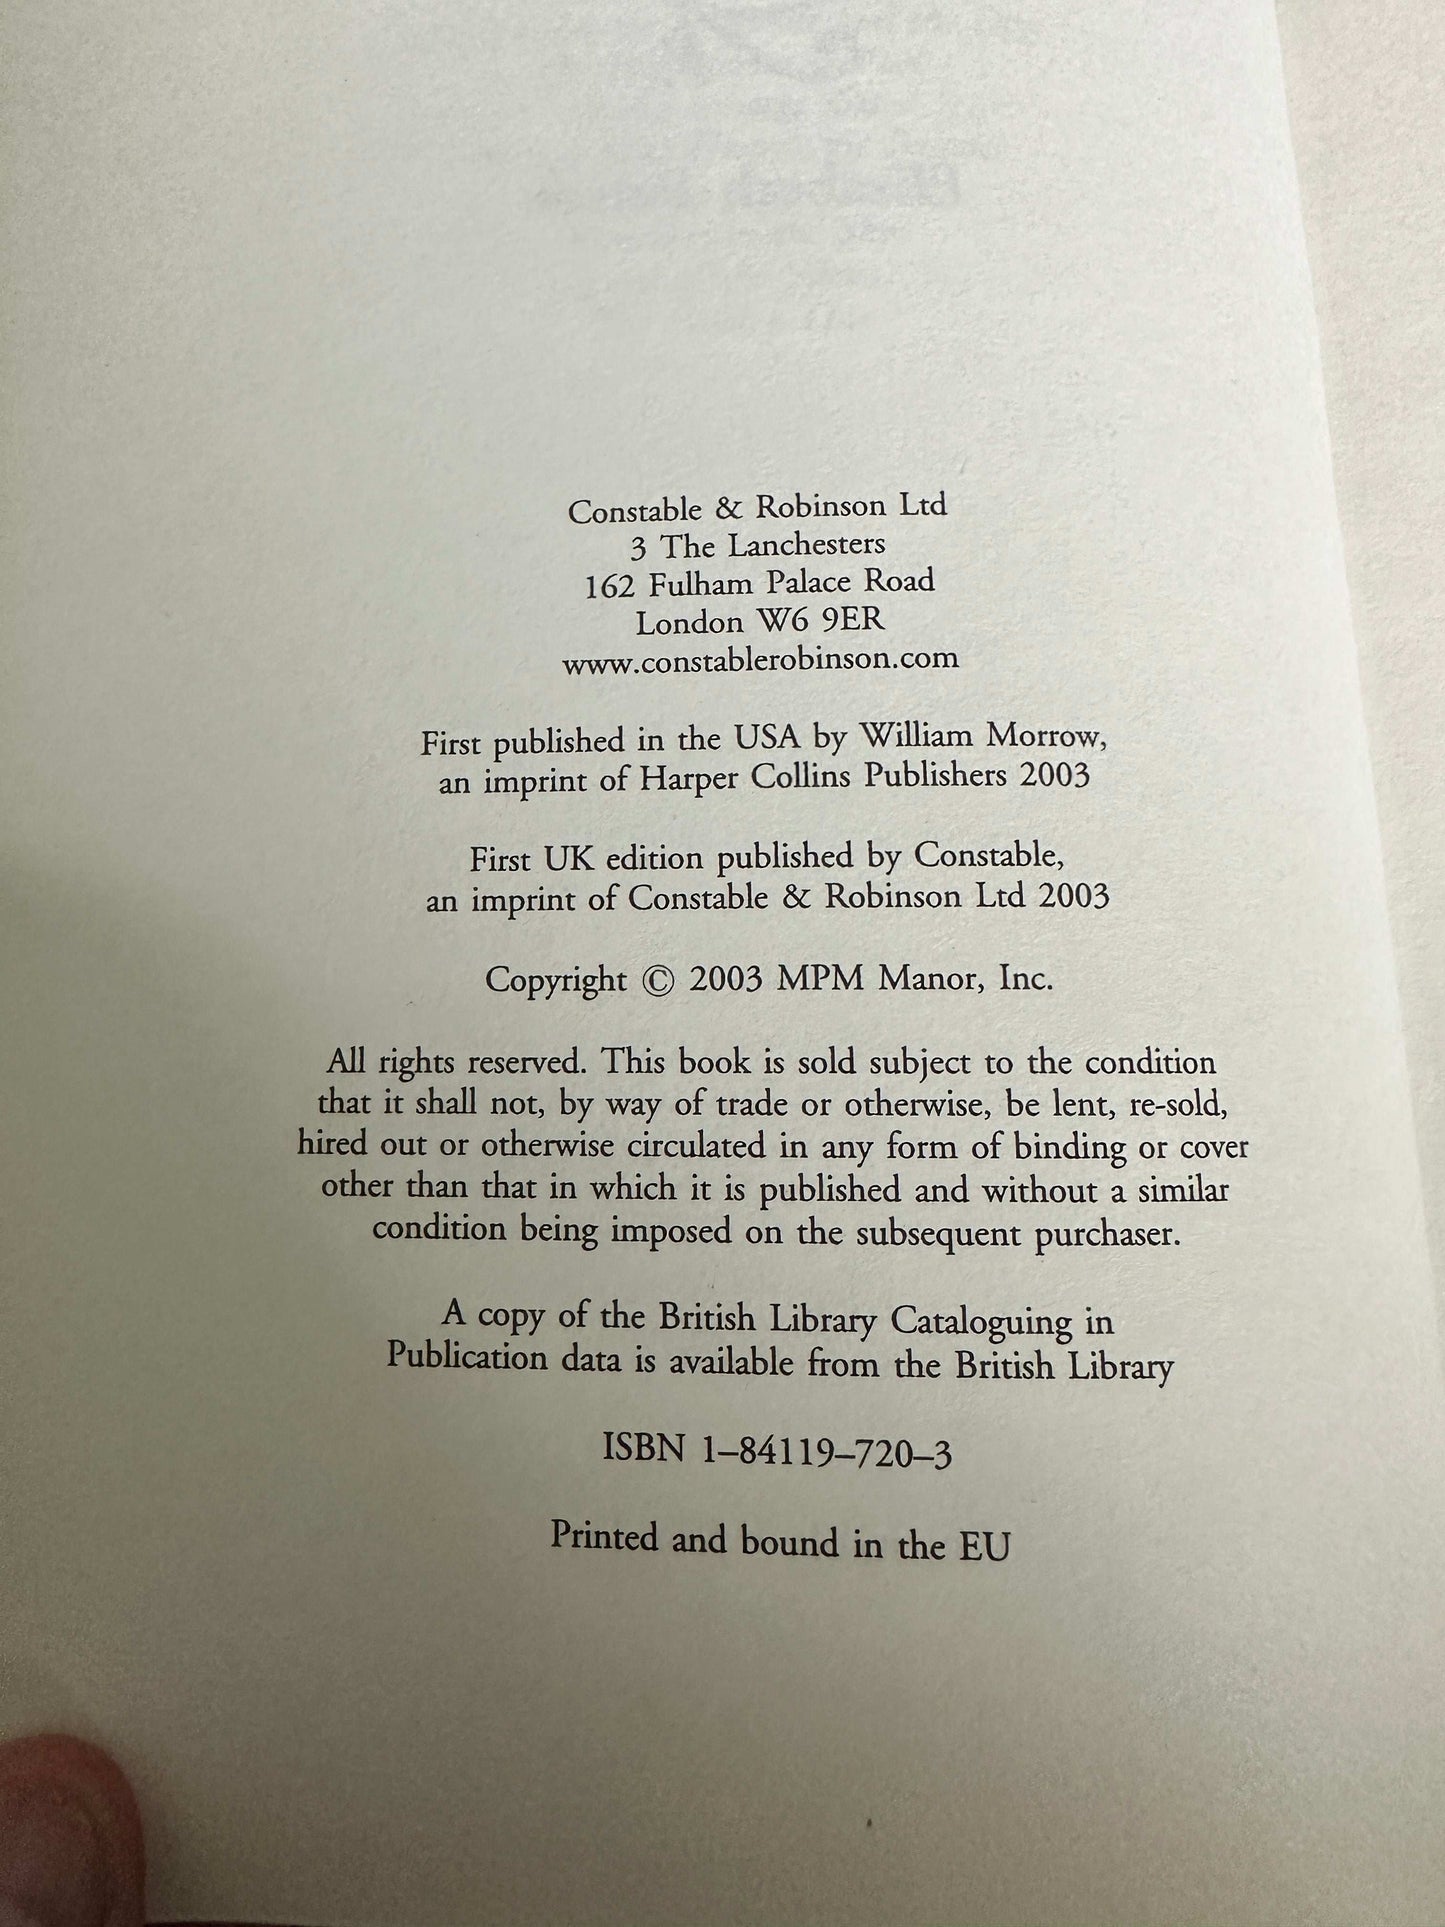 Constable & Robinson Ltd
3 The Lanchesters
162 Fulham Palace Road
London W6 9ER
www.constablerobinson.com
First published in the USA by William Morrow,
an imprint of Harper Collins Publishers 2003
First UK edition published by Constable,
an imprint of Constable & Robinson Ltd 2003
Copyright © 2003 MPM Manor, Inc.
All rights reserved. This book is sold subject to the condition
that it shall not, by way of trade or otherwise, be lent, re-sold,
hired out or otherwise circulated in any form of binding or cover
other than that in which it is published and without a similar
condition being imposed on the subsequent purchaser.
A copy of the British Library Cataloguing in
Publication data is available from the British Library
ISBN 1–84119–720–3
Printed and bound in the EU